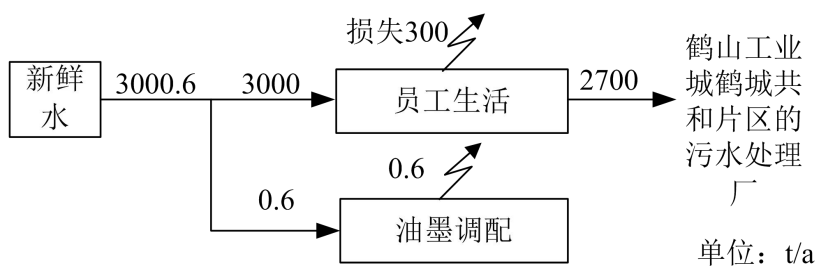 损失300
新鲜
水
3000.6
3000
员工生活
2700
鹤山工业
城鹤城共
和片区的
污水处理
厂
0.6
0.6
油墨调配
单位：t/a